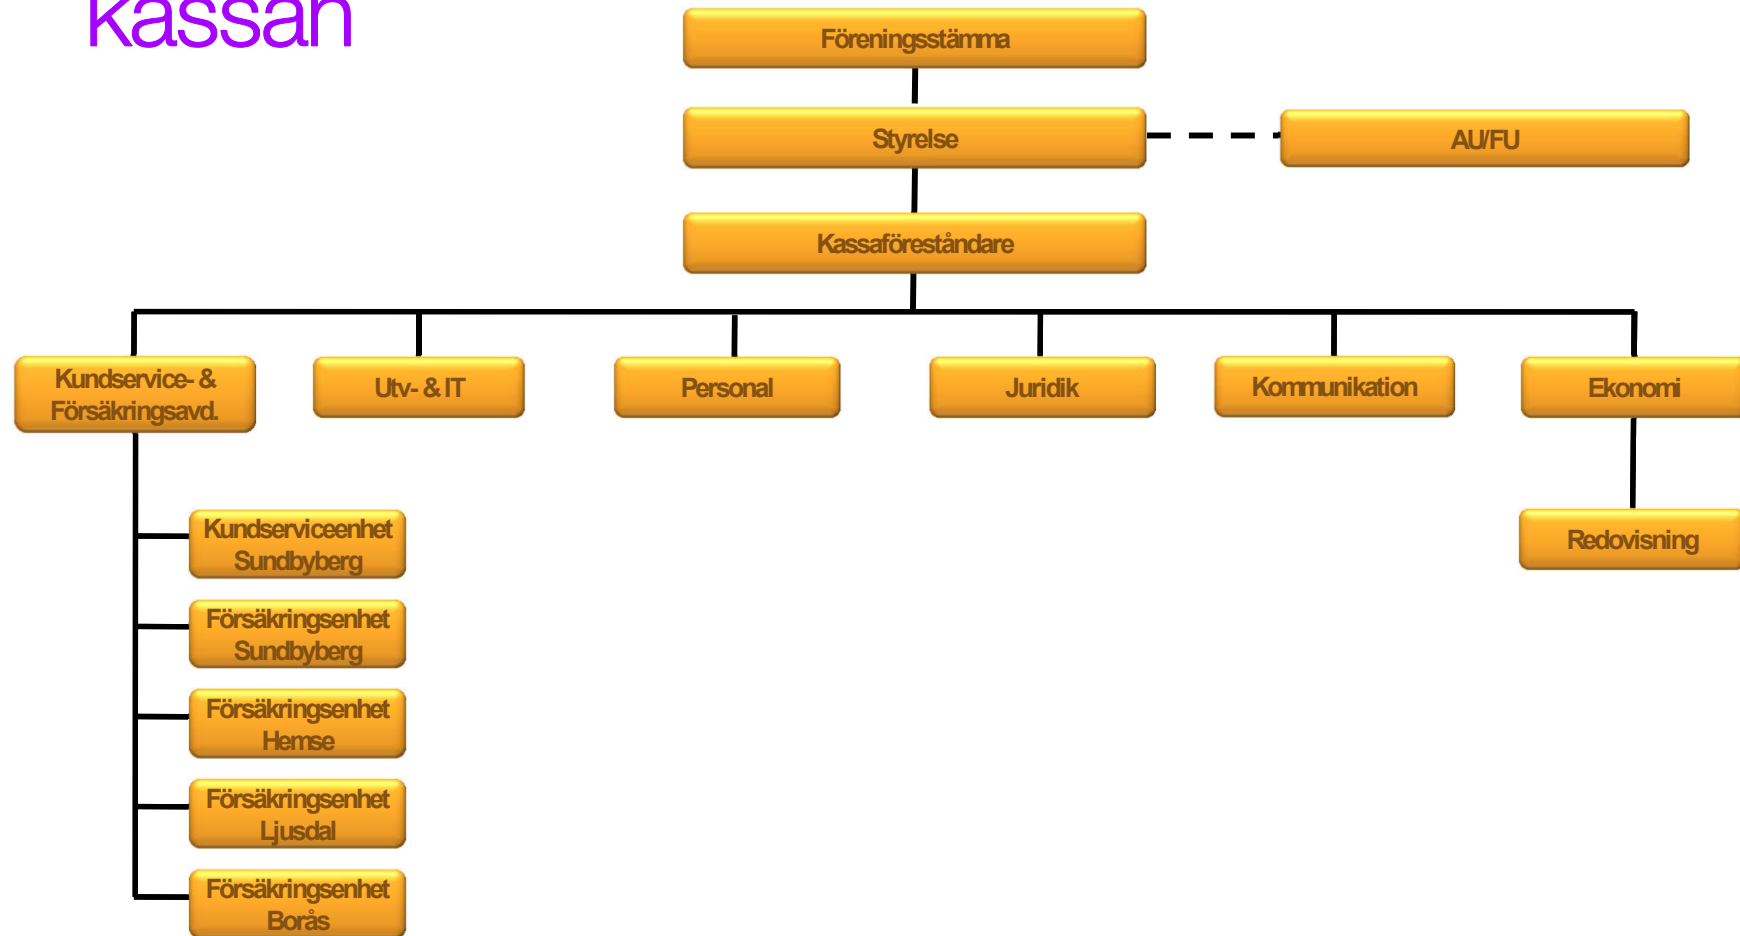 kassan
Föreningsstämma
Styrelse
AU/FU
Kassaföreståndare
Kundservice- &
Försäkringsavd.
Utv- & IT
Personal
Juridik
Kommunikation
Ekonomi
Kundserviceenhet
Sundbyberg
Redovisning
Försäkringsenhet
Sundbyberg
Försäkringsenhet
Hemse
Försäkringsenhet
Ljusdal
Försäkringsenhet
Borås